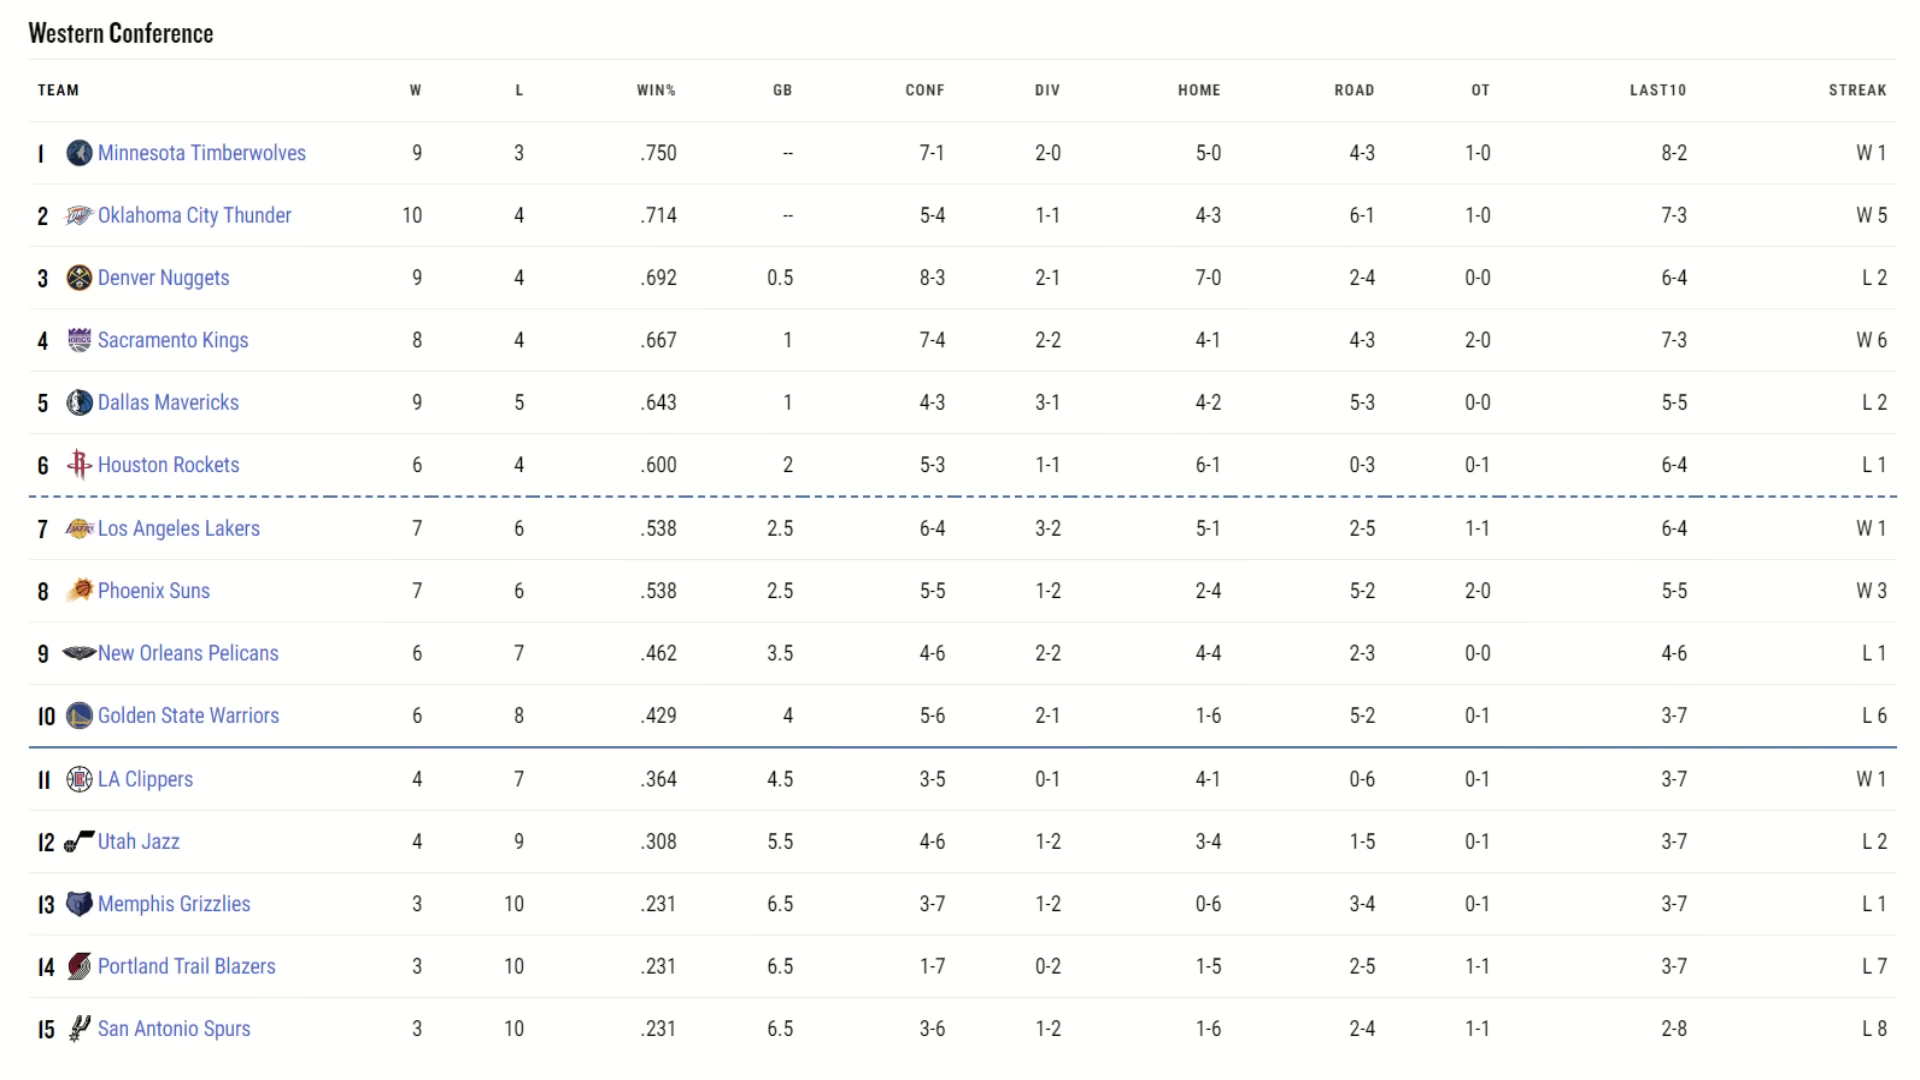 Western Conference
TEAM W L WIN% GB CONF DIV HOME ROAD OT LAST10 STREAK
1 Minnesota Timberwolves 9 3 .750 -- 7-1 2-0 5-0 4-3 1-0 8-2 W 1
2 Oklahoma City Thunder 10 4 .714 -- 5-4 1-1 4-3 6-1 1-0 7-3 W 5
3 Denver Nuggets 9 4 .692 0.5 8-3 2-1 7-0 2-4 0-0 6-4 L 2
4 Sacramento Kings 8 4 .667 1 7-4 2-2 4-1 4-3 2-0 7-3 W 6
5 Dallas Mavericks 9 5 .643 1 4-3 3-1 4-2 5-3 0-0 5-5 L 2
6 Houston Rockets 6 4 .600 2 5-3 1-1 6-1 0-3 0-1 6-4 L 1
7 Los Angeles Lakers 7 6 .538 2.5 6-4 3-2 5-1 2-5 1-1 6-4 W 1
8 Phoenix Suns 7 6 .538 2.5 5-5 1-2 2-4 5-2 2-0 5-5 W 3
9 New Orleans Pelicans 6 7 .462 3.5 4-6 2-2 4-4 2-3 0-0 4-6 L 1
10 Golden State Warriors 6 8 .429 4 5-6 2-1 1-6 5-2 0-1 3-7 L 6
11 LA Clippers 4 7 .364 4.5 3-5 0-1 4-1 0-6 0-1 3-7 W 1
12 Utah Jazz 4 9 .308 5.5 4-6 1-2 3-4 1-5 0-1 3-7 L 2
13 Memphis Grizzlies 3 10 .231 6.5 3-7 1-2 0-6 3-4 0-1 3-7 L 1
14 Portland Trail Blazers 3 10 .231 6.5 1-7 0-2 1-5 2-5 1-1 3-7 L 7
15 San Antonio Spurs 3 10 .231 6.5 3-6 1-2 1-6 2-4 1-1 2-8 L 8